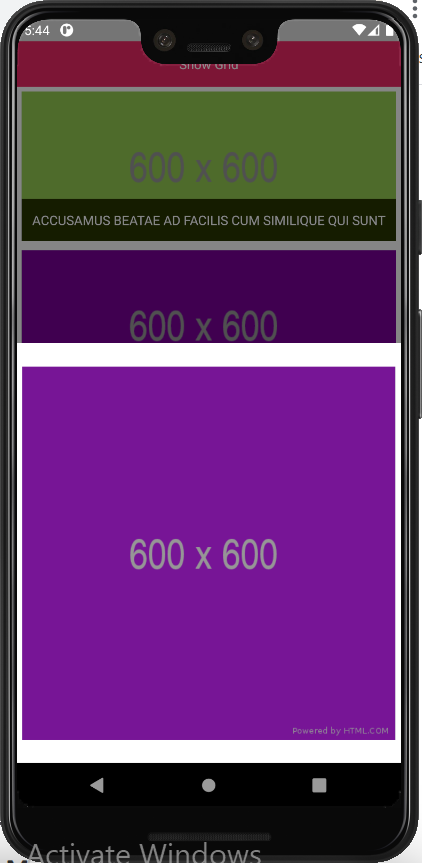 5:44
Show Grid
600 x 600
ACCUSAMUS BEATAE AD FACILIS CUM SIMILIQUE QUI SUNT
600 x 600
600 x 600
Powered by HTML.COM
Activate Windows